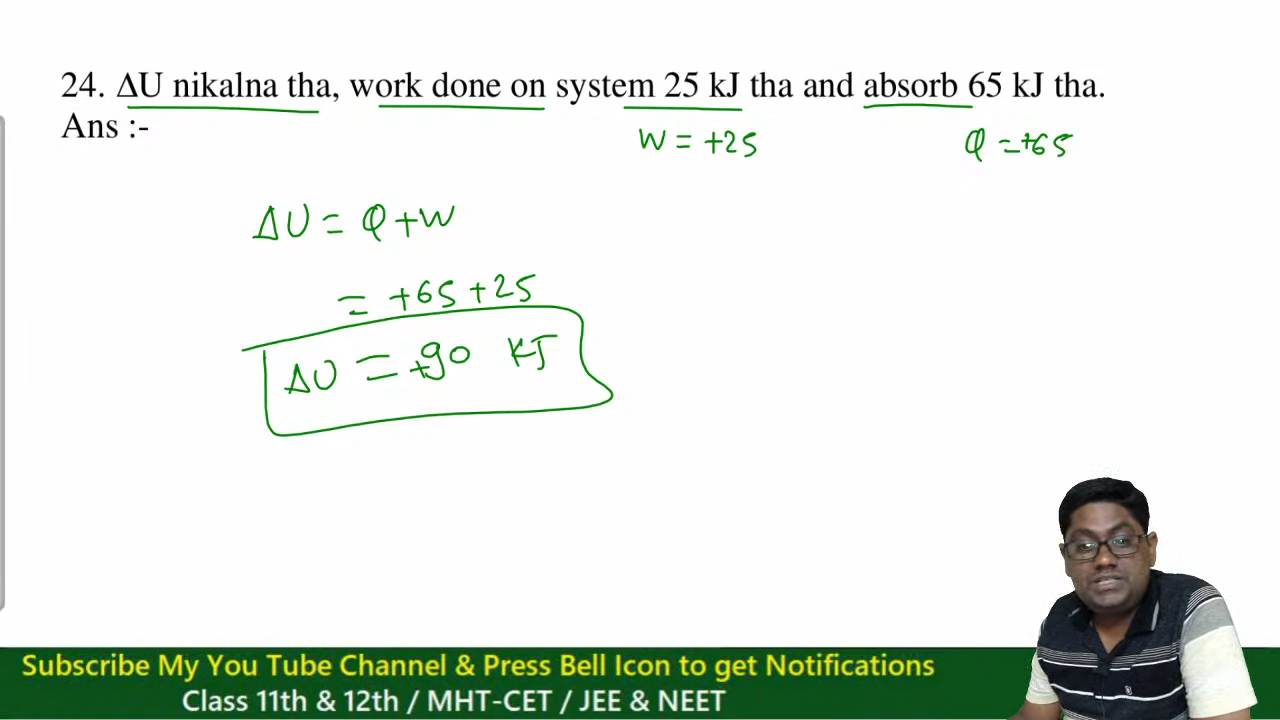 24. ΔU nikalna tha, work done on system 25 kJ tha and absorb 65 kJ tha.
Ans :-
W = +25
Q = +65
ΔU = Q + W
= +65 + 25
ΔU = +90 KJ
Subscribe My You Tube Channel & Press Bell Icon to get Notifications
Class 11th & 12th / MHT-CET / JEE & NEET